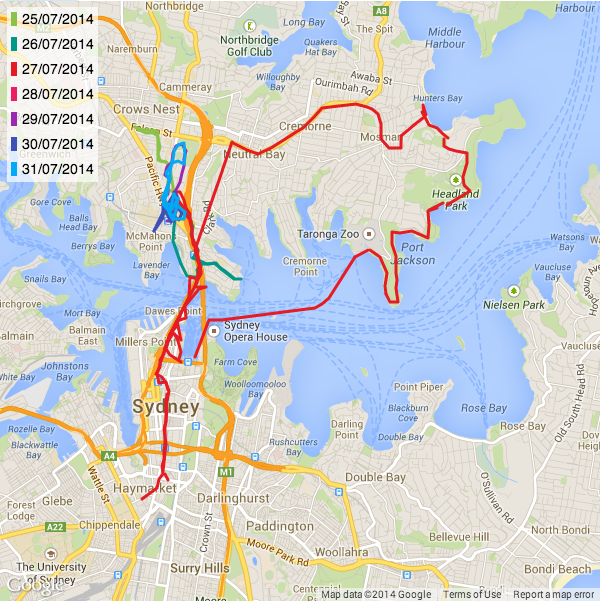 25/07/2014
26/07/2014
27/07/2014
28/07/2014
29/07/2014
30/07/2014
31/07/2014
Northbridge
Long Bay
The Spit
Middle
Harbour
Northbridge
Golf Club
Quakers
Hat Bay
Naremburn
Willoughby
Bay
Awaba St
Ourimbah Rd
A8
Cammeray
Hunters Bay
Crows Nest
Falcon St
Cremorne
Mosman
Greenwich
Neutral Bay
Pacific Hwy
Headland
Park
Gore Cove
Balls
Head Bay
Clark Rd
McMahons
Point
Taronga Zoo
Port
Jackson
Watsons
Bay
Berrys Bay
Lavender
Bay
Cremorne
Point
Vaucluse
Bay
Snails Bay
Nielsen Park
Birchgrove
Mort Bay
Dawes Point
Balmain
East
Balmain
Millers Point
Sydney
Opera House
Vaucluse
Farm Cove
Johnstons
Bay
White Bay
Woolloomooloo
Bay
Point Piper
Blackburn
Cove
Rose Bay
Old South Head Rd
Sydney
Darling
Point
Double Bay
Rose Bay
Rozelle Bay
Blackwattle
Bay
Rushcutters
Bay
A4
M1
Wattle St
Double Bay
O'Sullivan Rd
Haymarket
Glebe
Darlinghurst
Forest
Lodge
Chippendale
Crown St
Paddington
North Bondi
A22
Moore Park Rd
Bellevue Hill
Woollahra
The University
of Sydney
Surry Hills
Bondi Beach
Centennial
Moore
Google
Map data ©2014 Google
Terms of Use
Report a map error